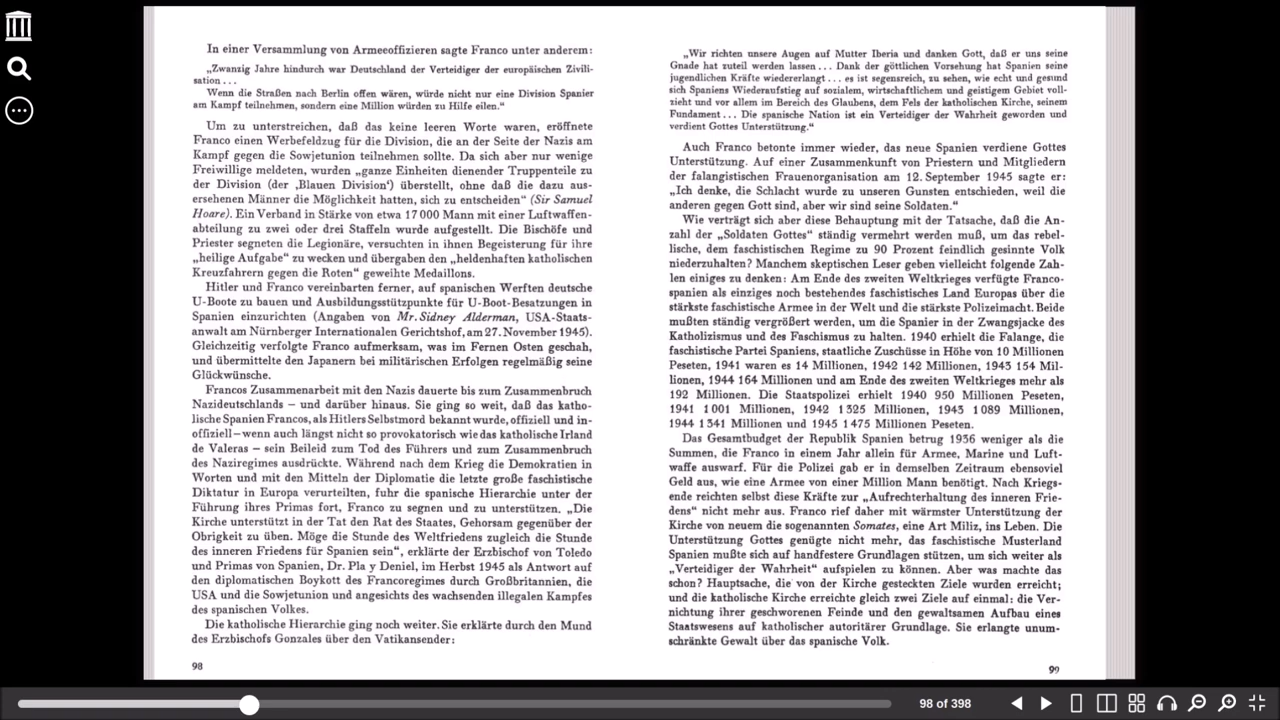 In einer Versammlung von Armeeoffizieren sagte Franco unter anderem:
„Zwanzig Jahre hindurch war Deutschland der Verteidiger der europäischen Zivili-
sation . . .
Wenn die Straßen nach Berlin offen wären, würde nicht nur eine Division Spanier
am Kampf teilnehmen, sondern eine Million würden zu Hilfe eilen.“
Um zu unterstreichen, daß das keine leeren Worte waren, eröffnete
Franco einen Werbefeldzug für die Division, die an der Seite der Nazis am
Kampf gegen die Sowjetunion teilnehmen sollte. Da sich aber nur wenige
Freiwillige meldeten, wurden „ganze Einheiten dienender Truppenteile zu
der Division (der ‚Blauen Division‘) überstellt, ohne daß die dazu aus-
ersehenen Männer die Möglichkeit hatten, sich zu entscheiden“ (Sir Samuel
Hoare). Ein Verband in Stärke von etwa 17 000 Mann mit einer Luftwaffen-
abteilung zu zwei oder drei Staffeln wurde aufgestellt. Die Bischöfe und
Priester segneten die Legionäre, versuchten in ihnen Begeisterung für ihre
„heilige Aufgabe“ zu wecken und übergaben den „heldenhaften katholischen
Kreuzfahrern gegen die Roten“ geweihte Medaillons.
Hitler und Franco vereinbarten ferner, auf spanischen Werften deutsche
U-Boote zu bauen und Ausbildungsstützpunkte für U-Boot-Besatzungen in
Spanien einzurichten (Angaben von Mr. Sidney Alderman, USA-Staats-
anwalt am Nürnberger Internationalen Gerichtshof, am 27. November 1945).
Gleichzeitig verfolgte Franco aufmerksam, was im Fernen Osten geschah,
und übermittelte den Japanern bei militärischen Erfolgen regelmäßig seine
Glückwünsche.
Francos Zusammenarbeit mit den Nazis dauerte bis zum Zusammenbruch
Nazideutschlands – und darüber hinaus. Sie ging so weit, daß das katho-
lische Spanien Francos, als Hitlers Selbstmord bekannt wurde, offiziell und in-
offiziell – wenn auch längst nicht so provokatorisch wie das katholische Irland
de Valeras – sein Beileid zum Tod des Führers und zum Zusammenbruch
des Naziregimes ausdrückte. Während nach dem Krieg die Demokratien in
Worten und mit den Mitteln der Diplomatie die letzte große faschistische
Diktatur in Europa verurteilten, fuhr die spanische Hierarchie unter der
Führung ihres Primas fort, Franco zu segnen und zu unterstützen. „Die
Kirche unterstützt in der Tat den Rat des Staates, Gehorsam gegenüber der
Obrigkeit zu üben. Möge die Stunde des Weltfriedens zugleich die Stunde
des inneren Friedens für Spanien sein“, erklärte der Erzbischof von Toledo
und Primas von Spanien, Dr. Pla y Deniel, im Herbst 1945 als Antwort auf
den diplomatischen Boykott des Francoregimes durch Großbritannien, die
USA und die Sowjetunion und angesichts des wachsenden illegalen Kampfes
des spanischen Volkes.
Die katholische Hierarchie ging noch weiter. Sie erklärte durch den Mund
des Erzbischofs Gonzales über den Vatikansender:
98
„Wir richten unsere Augen auf Mutter Iberia und danken Gott, daß er uns seine
Gnade hat zuteil werden lassen . . . Dank der göttlichen Vorsehung hat Spanien seine
jugendlichen Kräfte wiedererlangt . . . es ist segensreich, zu sehen, wie echt und gesund
sich Spaniens Wiederaufstieg auf sozialem, wirtschaftlichem und geistigem Gebiet voll-
zieht und vor allem im Bereich des Glaubens, dem Fels der katholischen Kirche, seinem
Fundament . . . Die spanische Nation ist ein Verteidiger der Wahrheit geworden und
verdient Gottes Unterstützung.“
Auch Franco betonte immer wieder, das neue Spanien verdiene Gottes
Unterstützung. Auf einer Zusammenkunft von Priestern und Mitgliedern
der falangistischen Frauenorganisation am 12. September 1945 sagte er:
„Ich denke, die Schlacht wurde zu unseren Gunsten entschieden, weil die
anderen gegen Gott sind, aber wir sind seine Soldaten.“
Wie verträgt sich aber diese Behauptung mit der Tatsache, daß die An-
zahl der „Soldaten Gottes“ ständig vermehrt werden muß, um das rebel-
lische, dem faschistischen Regime zu 90 Prozent feindlich gesinnte Volk
niederzuhalten? Manchem skeptischen Leser geben vielleicht folgende Zah-
len einiges zu denken: Am Ende des zweiten Weltkrieges verfügte Franco-
spanien als einziges noch bestehendes faschistisches Land Europas über die
stärkste faschistische Armee in der Welt und die stärkste Polizeimacht. Beide
mußten ständig vergrößert werden, um die Spanier in der Zwangsjacke des
Katholizismus und des Faschismus zu halten. 1940 erhielt die Falange, die
faschistische Partei Spaniens, staatliche Zuschüsse in Höhe von 10 Millionen
Peseten, 1941 waren es 14 Millionen, 1942 142 Millionen, 1943 154 Mil-
lionen, 1944 164 Millionen und am Ende des zweiten Weltkrieges mehr als
192 Millionen. Die Staatspolizei erhielt 1940 950 Millionen Peseten,
1941 1 001 Millionen, 1942 1 325 Millionen, 1943 1 089 Millionen,
1944 1 341 Millionen und 1945 1 475 Millionen Peseten.
Das Gesamtbudget der Republik Spanien betrug 1936 weniger als die
Summen, die Franco in einem Jahr allein für Armee, Marine und Luft-
waffe auswarf. Für die Polizei gab er in demselben Zeitraum ebensoviel
Geld aus, wie eine Armee von einer Million Mann benötigt. Nach Kriegs-
ende reichten selbst diese Kräfte zur „Aufrechterhaltung des inneren Frie-
dens“ nicht mehr aus. Franco rief daher mit wärmster Unterstützung der
Kirche von neuem die sogenannten Somates, eine Art Miliz, ins Leben. Die
Unterstützung Gottes genügte nicht mehr, das faschistische Musterland
Spanien mußte sich auf handfestere Grundlagen stützen, um sich weiter als
„Verteidiger der Wahrheit“ aufspielen zu können. Aber was machte das
schon? Hauptsache, die von der Kirche gesteckten Ziele wurden erreicht;
und die katholische Kirche erreichte gleich zwei Ziele auf einmal: die Ver-
nichtung ihrer geschworenen Feinde und den gewaltsamen Aufbau eines
Staatswesens auf katholischer autoritärer Grundlage. Sie erlangte unum-
schränkte Gewalt über das spanische Volk.
99
98 of 398